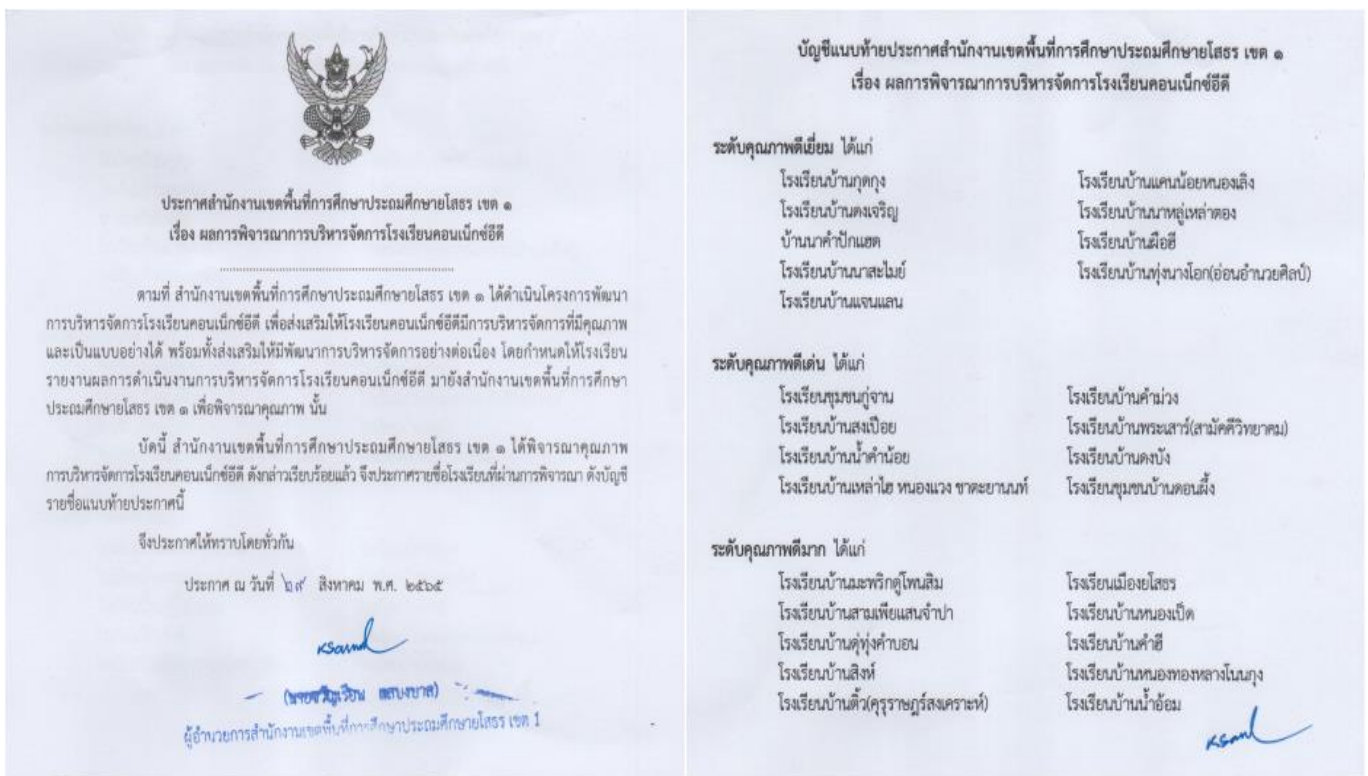 ประกาศสำนักงานเขตพื้นที่การศึกษาประถมศึกษายโสธร เขต ๑
เรื่อง ผลการพิจารณาการบริหารจัดการโรงเรียนคอนเน็กซ์อีดี
ตามที่ สำนักงานเขตพื้นที่การศึกษาประถมศึกษายโสธร เขต ๑ ได้ดำเนินโครงการพัฒนา
การบริหารจัดการโรงเรียนคอนเน็กซ์อีดี เพื่อส่งเสริมให้โรงเรียนคอนเน็กซ์อีดีมีการบริหารจัดการที่มีคุณภาพ
และเป็นแบบอย่างได้ พร้อมทั้งส่งเสริมให้มีพัฒนาการบริหารจัดการอย่างต่อเนื่อง โดยกำหนดให้โรงเรียน
รายงานผลการดำเนินงานการบริหารจัดการโรงเรียนคอนเน็กซ์อีดี มายังสำนักงานเขตพื้นที่การศึกษา
ประถมศึกษายโสธร เขต ๑ เพื่อพิจารณาคุณภาพ นั้น
บัดนี้ สำนักงานเขตพื้นที่การศึกษาประถมศึกษายโสธร เขต ๑ ได้พิจารณาคุณภาพ
การบริหารจัดการโรงเรียนคอนเน็กซ์อีดี ดังกล่าวเรียบร้อยแล้ว จึงประกาศรายชื่อโรงเรียนที่ผ่านการพิจารณา ดังบัญชี
รายชื่อแนบท้ายประกาศนี้
จึงประกาศให้ทราบโดยทั่วกัน
ประกาศ ณ วันที่ ๒๙ สิงหาคม พ.ศ. ๒๕๖๕
ผู้อำนวยการสำนักงานเขตพื้นที่การศึกษาประถมศึกษายโสธร เขต 1
บัญชีแนบท้ายประกาศสำนักงานเขตพื้นที่การศึกษาประถมศึกษายโสธร เขต ๑
เรื่อง ผลการพิจารณาการบริหารจัดการโรงเรียนคอนเน็กซ์อีดี
ระดับคุณภาพดีเยี่ยม ได้แก่
โรงเรียนบ้านกุดกุง โรงเรียนบ้านแคนน้อยหนองเลิง
โรงเรียนบ้านดงเจริญ โรงเรียนบ้านนาหลู่เหล่าตอง
บ้านนาคำปักแฮด โรงเรียนบ้านผือฮี
โรงเรียนบ้านนาสะไมย์ โรงเรียนบ้านทุ่งนางโอก(อ่อนอำนวยศิลป์)
โรงเรียนบ้านแจนแลน
ระดับคุณภาพดีเด่น ได้แก่
โรงเรียนชุมชนกู่จาน โรงเรียนบ้านคำม่วง
โรงเรียนบ้านสงเปือย โรงเรียนบ้านพระเสาร์(สามัคคีวิทยาคม)
โรงเรียนบ้านน้ำคำน้อย โรงเรียนบ้านดงบัง
โรงเรียนบ้านเหล่าไฮ หนองแวง ชาตะยานนท์ โรงเรียนชุมชนบ้านดอนผึ้ง
ระดับคุณภาพดีมาก ได้แก่
โรงเรียนบ้านมะพริกดู่โพนสิม โรงเรียนเมืองยโสธร
โรงเรียนบ้านสามเพียแสนจำปา โรงเรียนบ้านหนองเป็ด
โรงเรียนบ้านดู่ทุ่งคำบอน โรงเรียนบ้านคำฮี
โรงเรียนบ้านสิงห์ โรงเรียนบ้านหนองทองหลางโนนกุง
โรงเรียนบ้านติ้ว(คุรุราษฎร์สงเคราะห์) โรงเรียนบ้านน้ำอ้อม